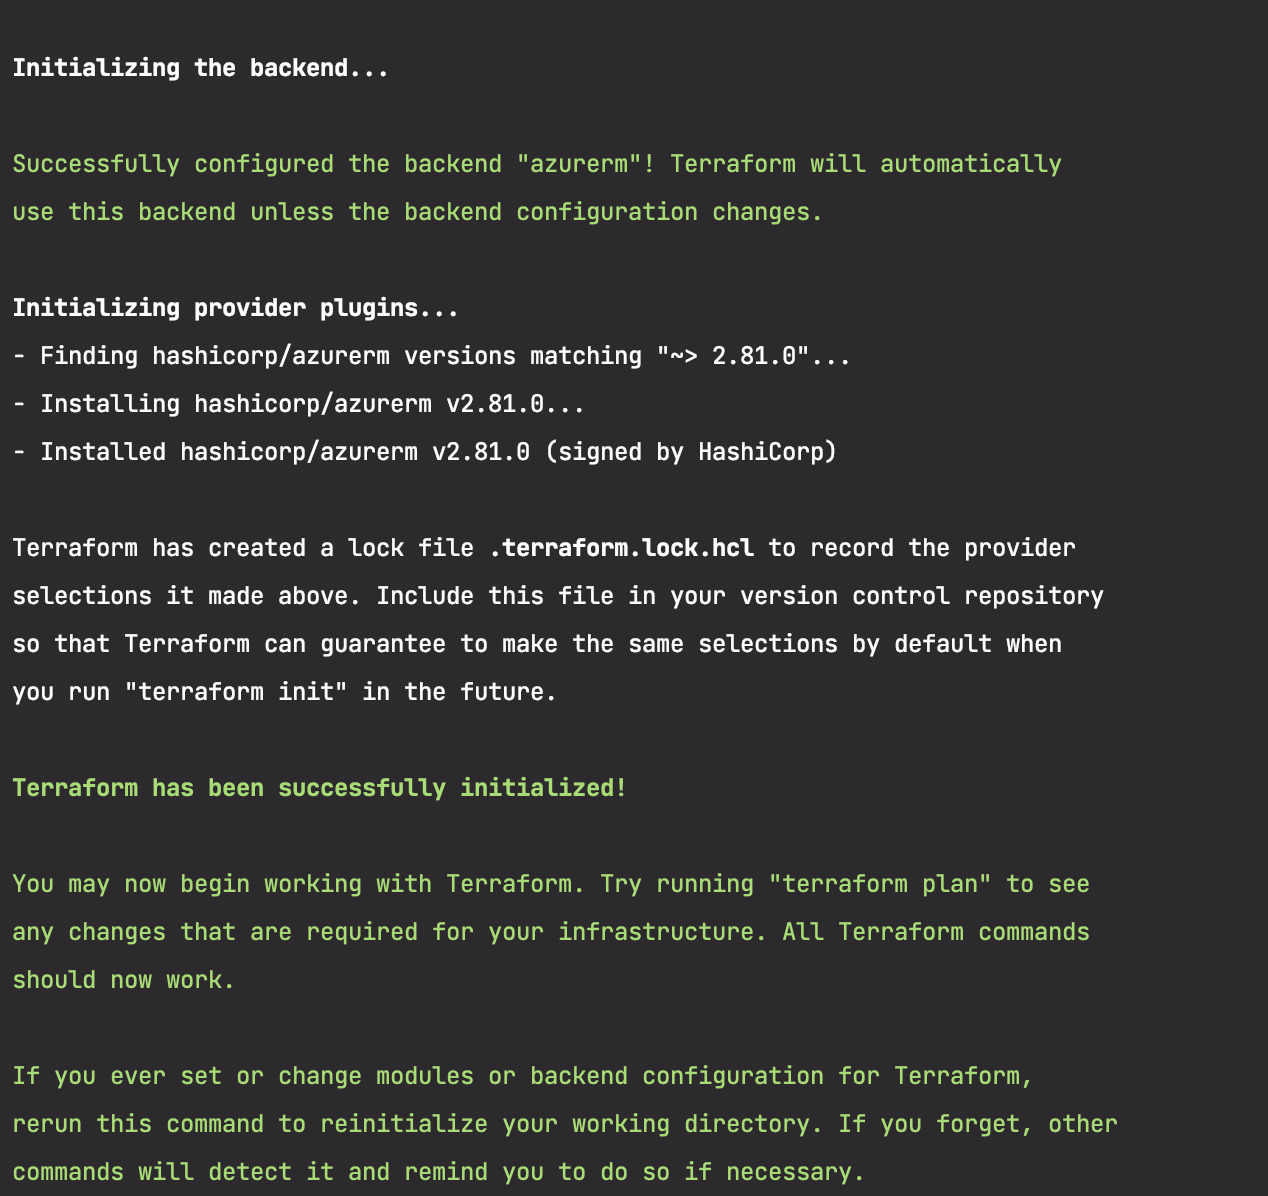 Initializing the backend...
Successfully configured the backend "azurerm"! Terraform will automatically
use this backend unless the backend configuration changes.
Initializing provider plugins...
- Finding hashicorp/azurerm versions matching "~> 2.81.0"...
- Installing hashicorp/azurerm v2.81.0...
- Installed hashicorp/azurerm v2.81.0 (signed by HashiCorp)
Terraform has created a lock file .terraform.lock.hcl to record the provider
selections it made above. Include this file in your version control repository
so that Terraform can guarantee to make the same selections by default when
you run "terraform init" in the future.
Terraform has been successfully initialized!
You may now begin working with Terraform. Try running "terraform plan" to see
any changes that are required for your infrastructure. All Terraform commands
should now work.
If you ever set or change modules or backend configuration for Terraform,
rerun this command to reinitialize your working directory. If you forget, other
commands will detect it and remind you to do so if necessary.